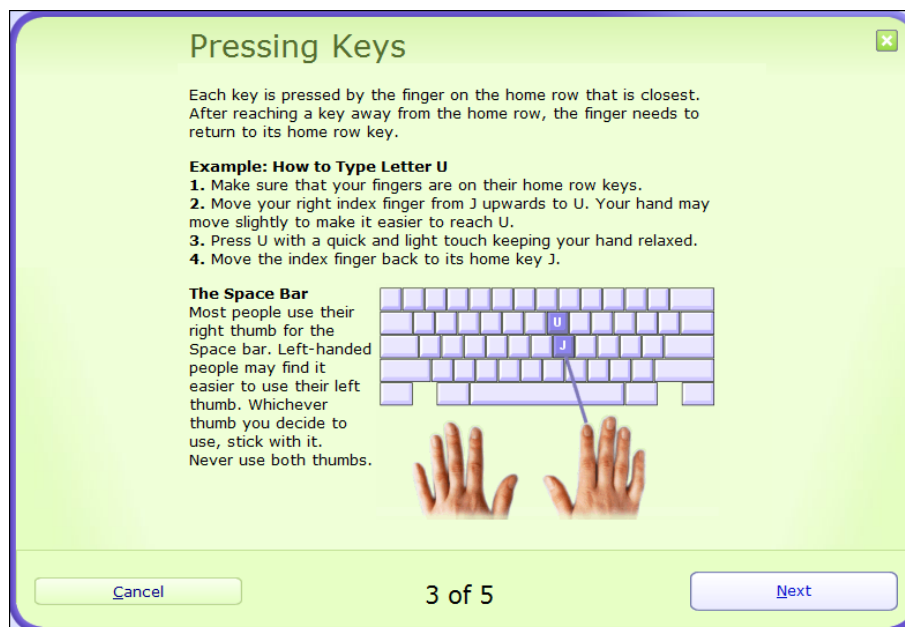 Pressing Keys
Each key is pressed by the finger on the home row that is closest.
After reaching a key away from the home row, the finger needs to
return to its home row key.
Example: How to Type Letter U
1. Make sure that your fingers are on their home row keys.
2. Move your right index finger from J upwards to U. Your hand may
move slightly to make it easier to reach U.
3. Press U with a quick and light touch keeping your hand relaxed.
4. Move the index finger back to its home key J.
The Space Bar
Most people use their
right thumb for the
Space bar. Left-handed
people may find it
easier to use their left
thumb. Whichever
thumb you decide to
use, stick with it.
Never use both thumbs.
U
J
Cancel
3 of 5
Next